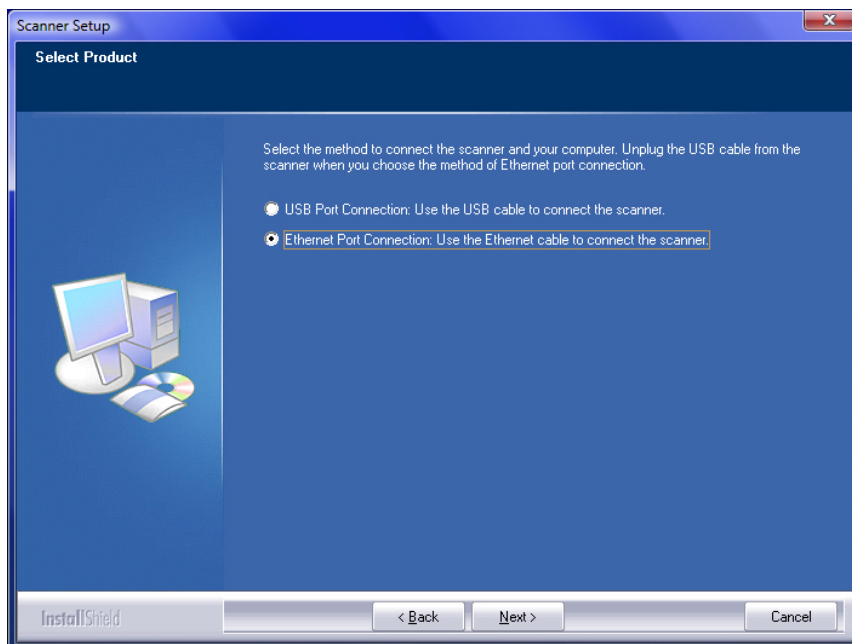 Scanner Setup
Select Product
Select the method to connect the scanner and your computer. Unplug the USB cable from the
scanner when you choose the method of Ethernet port connection.
USB Port Connection: Use the USB cable to connect the scanner.
Ethernet Port Connection: Use the Ethernet cable to connect the scanner.
InstallShield
< Back Next > Cancel